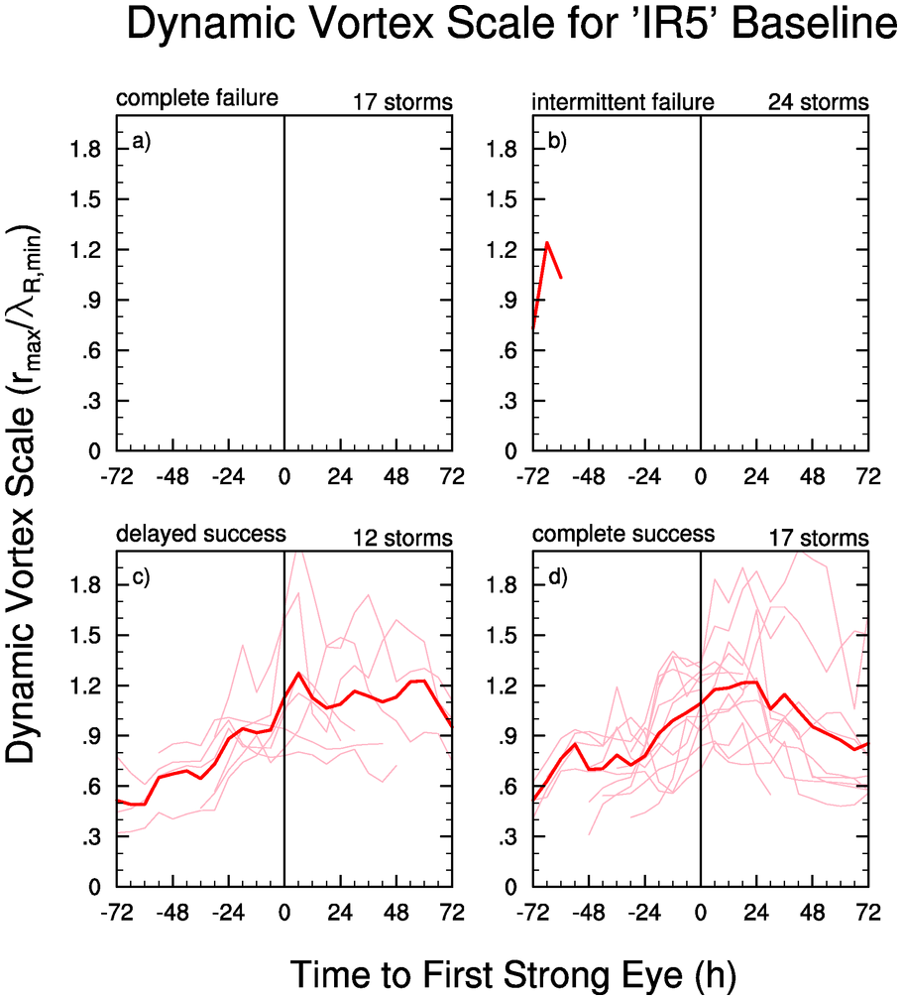 Dynamic Vortex Scale for 'IR5' Baseline
complete failure 17 storms
a)
1.8
1.5
1.2
.9
.6
.3
0
-72 -48 -24 0 24 48 72
intermittent failure 24 storms
b)
1.8
1.5
1.2
.9
.6
.3
0
-72 -48 -24 0 24 48 72
delayed success 12 storms
c)
1.8
1.5
1.2
.9
.6
.3
0
-72 -48 -24 0 24 48 72
complete success 17 storms
d)
1.8
1.5
1.2
.9
.6
.3
0
-72 -48 -24 0 24 48 72
Dynamic Vortex Scale (r_max/λ_R,min)
Time to First Strong Eye (h)